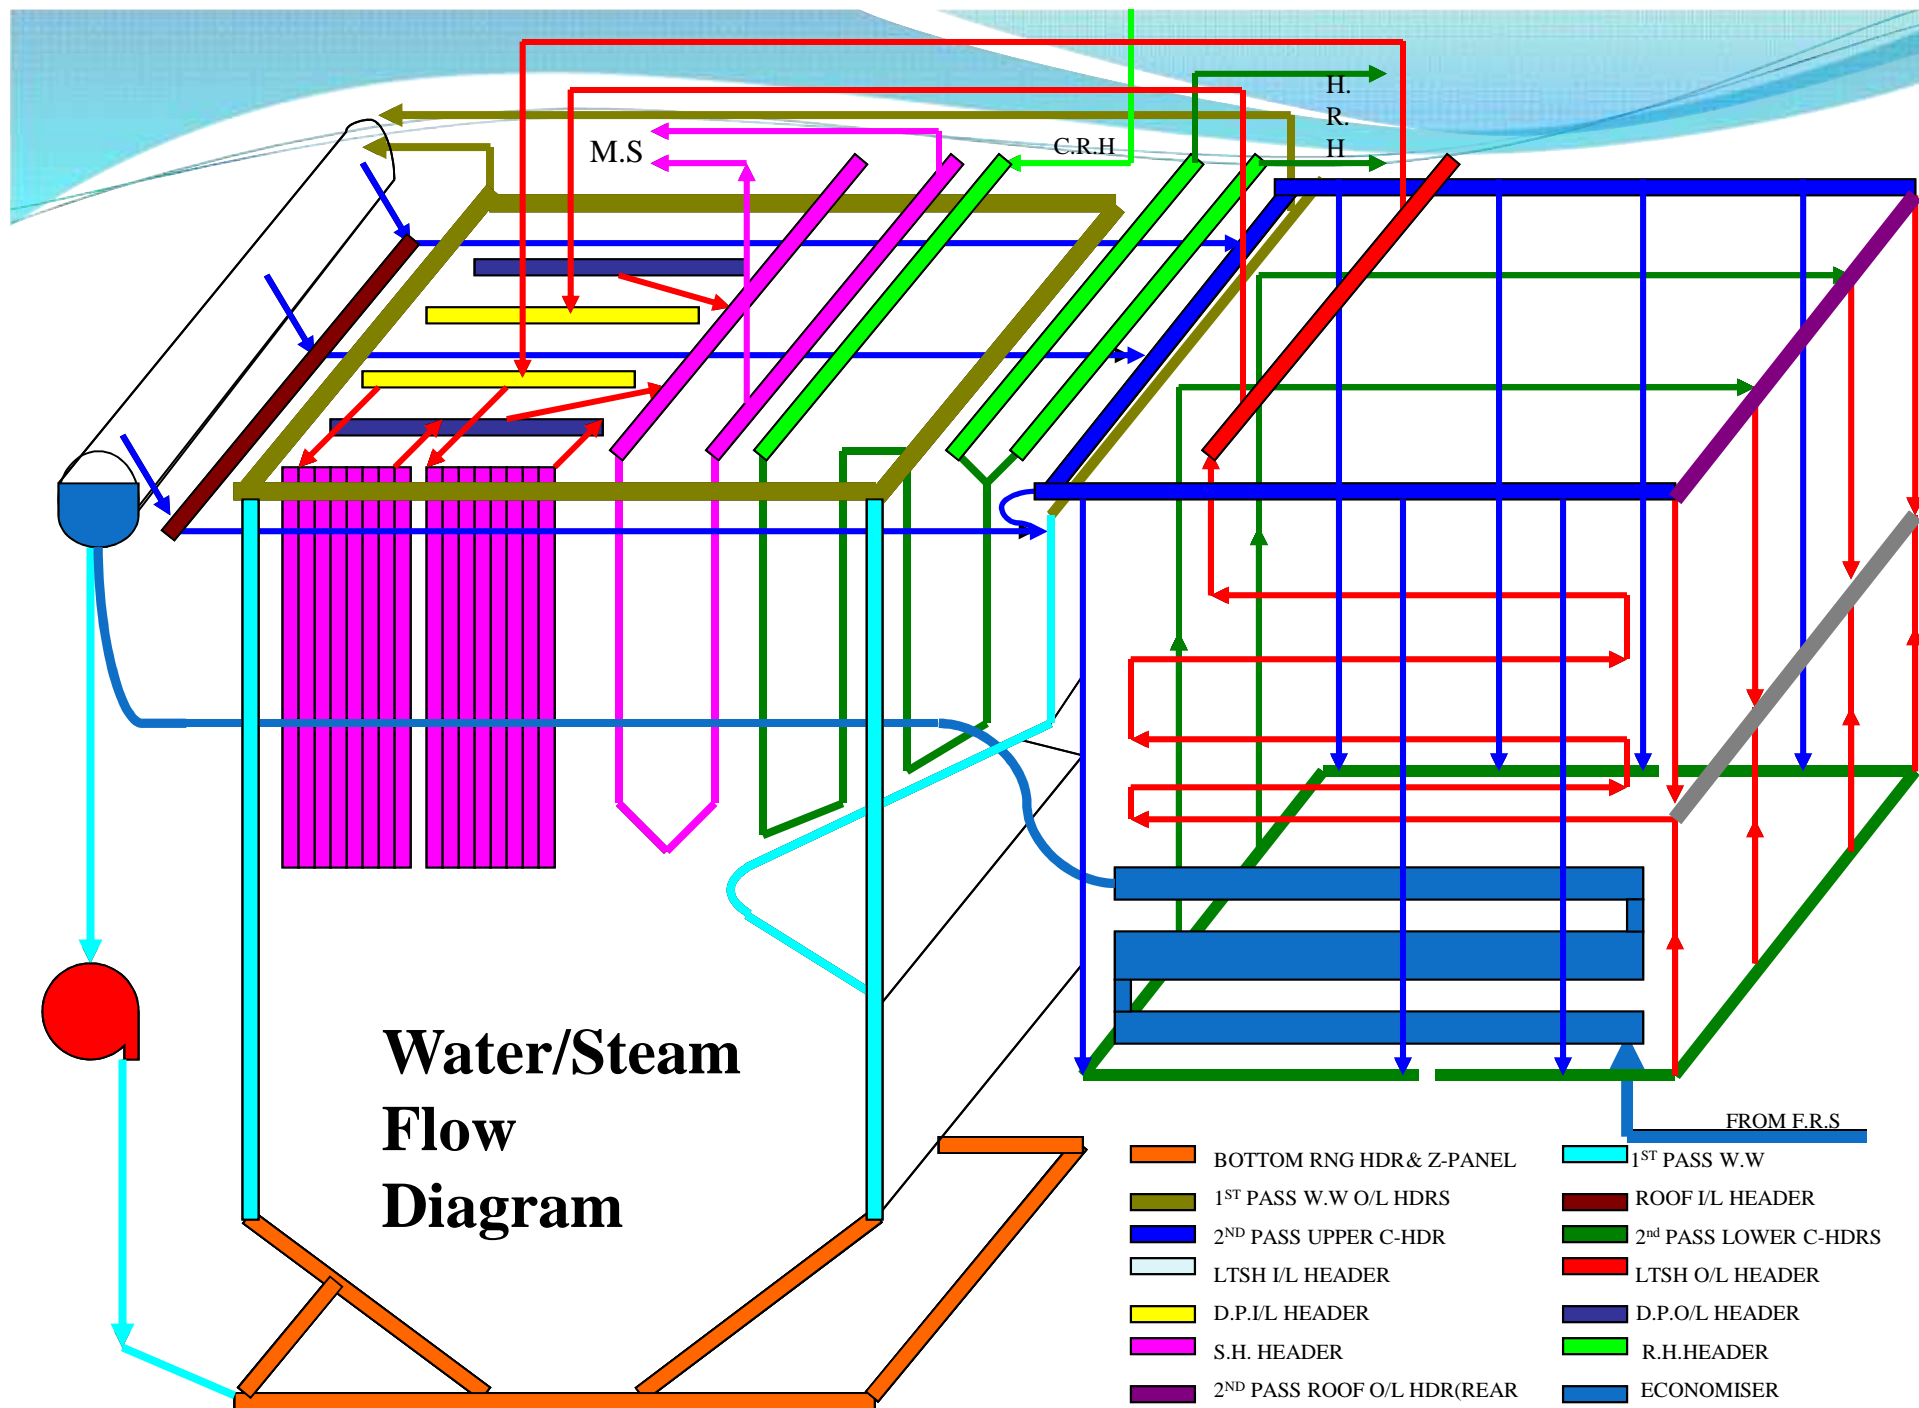 H.
R.
H
M.S
C.R.H
Water/Steam
Flow
Diagram
FROM F.R.S
BOTTOM RNG HDR& Z-PANEL
1ST PASS W.W
1ST PASS W.W O/L HDRS
ROOF I/L HEADER
2ND PASS UPPER C-HDR
2nd PASS LOWER C-HDRS
LTSH I/L HEADER
LTSH O/L HEADER
D.P.I/L HEADER
D.P.O/L HEADER
S.H. HEADER
R.H.HEADER
2ND PASS ROOF O/L HDR(REAR
ECONOMISER